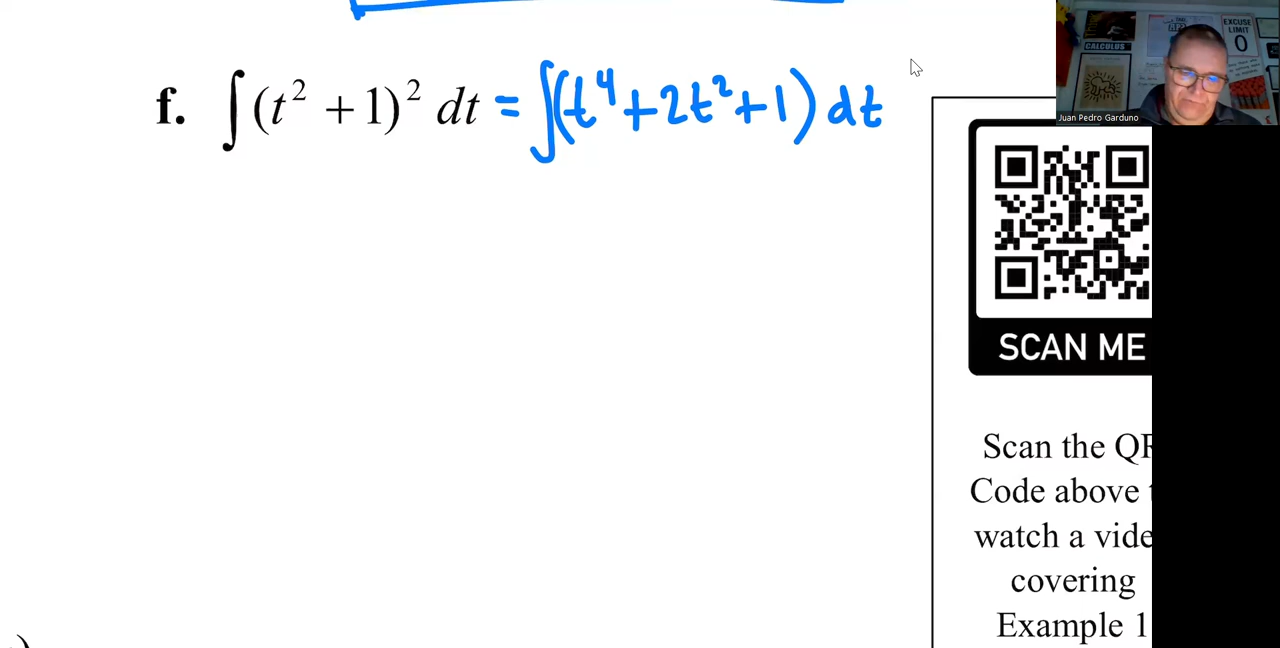 f. ∫(t² + 1)² dt = ∫(t⁴ + 2t² + 1) dt
CALCULUS
EXCUSE
LIMIT
0
Juan Pedro Garduno
SCAN ME
Scan the QR
Code above
watch a vide
covering
Example 1